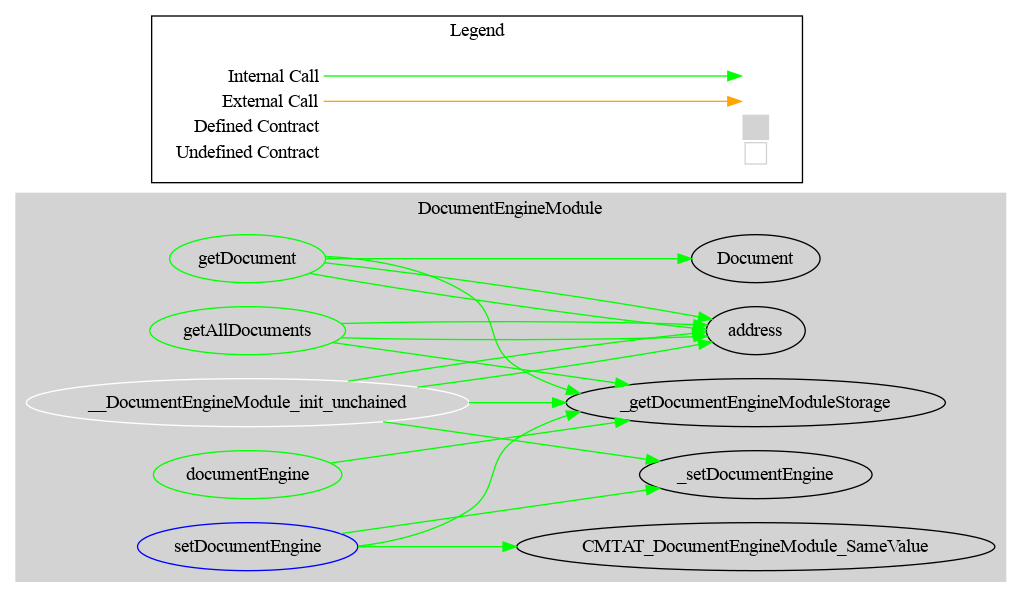 Legend
Internal Call
External Call
Defined Contract
Undefined Contract
DocumentEngineModule
getDocument
Document
getAllDocuments
address
__DocumentEngineModule_init_unchained
_getDocumentEngineModuleStorage
documentEngine
_setDocumentEngine
setDocumentEngine
CMTAT_DocumentEngineModule_SameValue